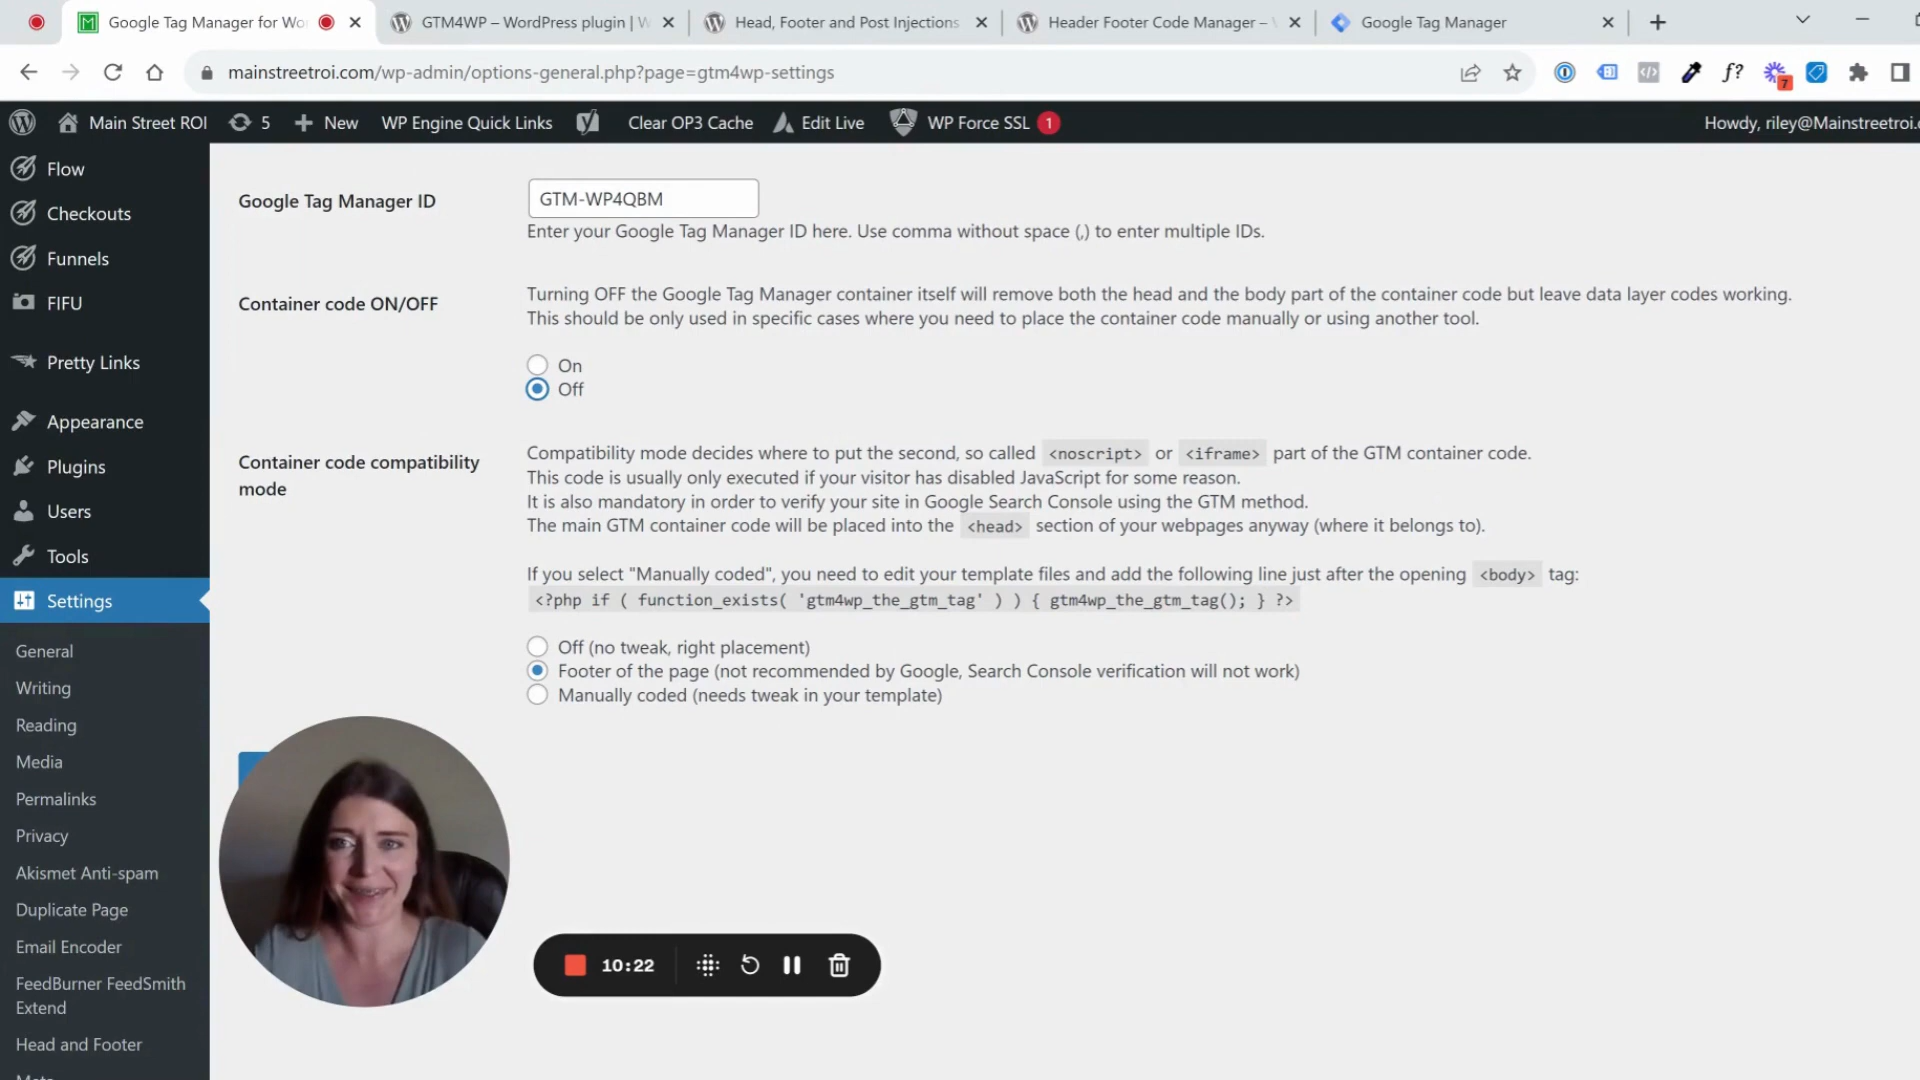 Google Tag Manager for Wo
GTM4WP – WordPress plugin | W
Head, Footer and Post Injections
Header Footer Code Manager –
Google Tag Manager
mainstreetroi.com/wp-admin/options-general.php?page=gtm4wp-settings
f?
7
Main Street ROI
5
New
WP Engine Quick Links
Clear OP3 Cache
Edit Live
WP Force SSL
1
Howdy, riley@Mainstreetroi.
Flow
Checkouts
Funnels
FIFU
Pretty Links
Appearance
Plugins
Users
Tools
Settings
General
Writing
Reading
Media
Permalinks
Privacy
Akismet Anti-spam
Duplicate Page
Email Encoder
FeedBurner FeedSmith
Extend
Head and Footer
Google Tag Manager ID
GTM-WP4QBM
Enter your Google Tag Manager ID here. Use comma without space (,) to enter multiple IDs.
Container code ON/OFF
Turning OFF the Google Tag Manager container itself will remove both the head and the body part of the container code but leave data layer codes working.
This should be only used in specific cases where you need to place the container code manually or using another tool.
On
Off
Container code compatibility
mode
Compatibility mode decides where to put the second, so called <noscript> or <iframe> part of the GTM container code.
This code is usually only executed if your visitor has disabled JavaScript for some reason.
It is also mandatory in order to verify your site in Google Search Console using the GTM method.
The main GTM container code will be placed into the <head> section of your webpages anyway (where it belongs to).
If you select "Manually coded", you need to edit your template files and add the following line just after the opening <body> tag:
<?php if ( function_exists( 'gtm4wp_the_gtm_tag' ) ) { gtm4wp_the_gtm_tag(); } ?>
Off (no tweak, right placement)
Footer of the page (not recommended by Google, Search Console verification will not work)
Manually coded (needs tweak in your template)
10:22